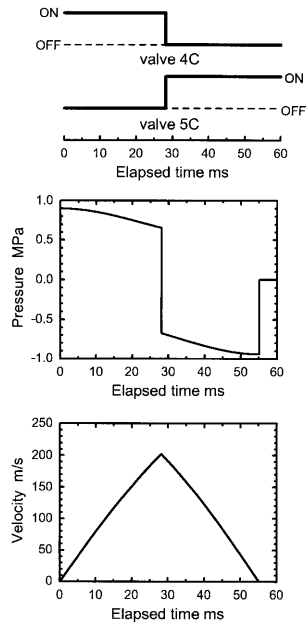 ON
OFF
valve 4C
ON
OFF
valve 5C
0 10 20 30 40 50 60
Elapsed time ms
1.0
0.5
0.0
-0.5
-1.0
Pressure MPa
0 10 20 30 40 50 60
Elapsed time ms
250
200
150
100
50
0
Velocity m/s
0 10 20 30 40 50 60
Elapsed time ms